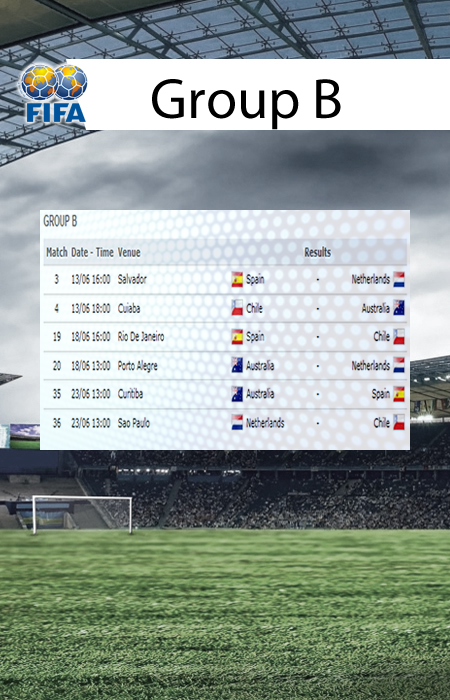 FIFA
Group B
GROUP B
Match Date - Time Venue Results
3 13/06 16:00 Salvador Spain - Netherlands
4 13/06 18:00 Cuiaba Chile - Australia
19 18/06 16:00 Rio De Janeiro Spain - Chile
20 18/06 13:00 Porto Alegre Australia - Netherlands
35 23/06 13:00 Curitiba Australia - Spain
36 23/06 13:00 Sao Paulo Netherlands - Chile